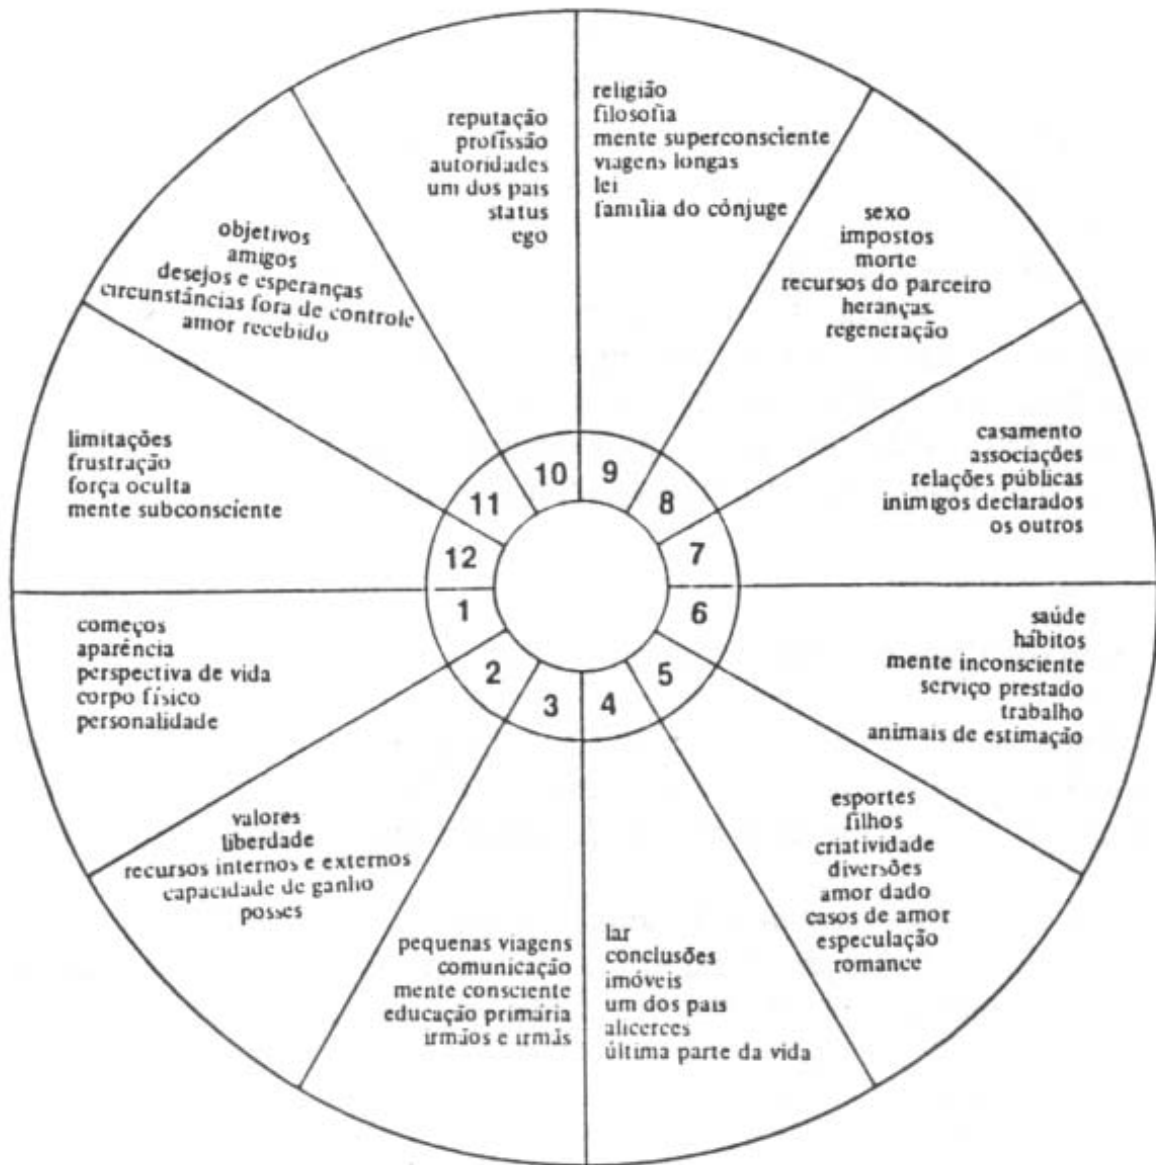 religião
filosofia
mente superconsciente
viagens longas
lei
família do cônjuge
reputação
profissão
autoridades
um dos pais
status
ego
sexo
impostos
morte
recursos do parceiro
heranças
regeneração
objetivos
amigos
desejos e esperanças
circunstâncias fora de controle
amor recebido
casamento
associações
relações públicas
inimigos declarados
os outros
limitações
frustração
força oculta
mente subconsciente
10
9
11
8
12
7
1
6
2
5
3
4
começos
aparência
perspectiva de vida
corpo físico
personalidade
saúde
hábitos
mente inconsciente
serviço prestado
trabalho
animais de estimação
valores
liberdade
recursos internos e externos
capacidade de ganho
posses
esportes
filhos
criatividade
diversões
amor dado
casos de amor
especulação
romance
pequenas viagens
comunicação
mente consciente
educação primária
irmãos e irmãs
lar
conclusões
imóveis
um dos pais
alicerces
última parte da vida